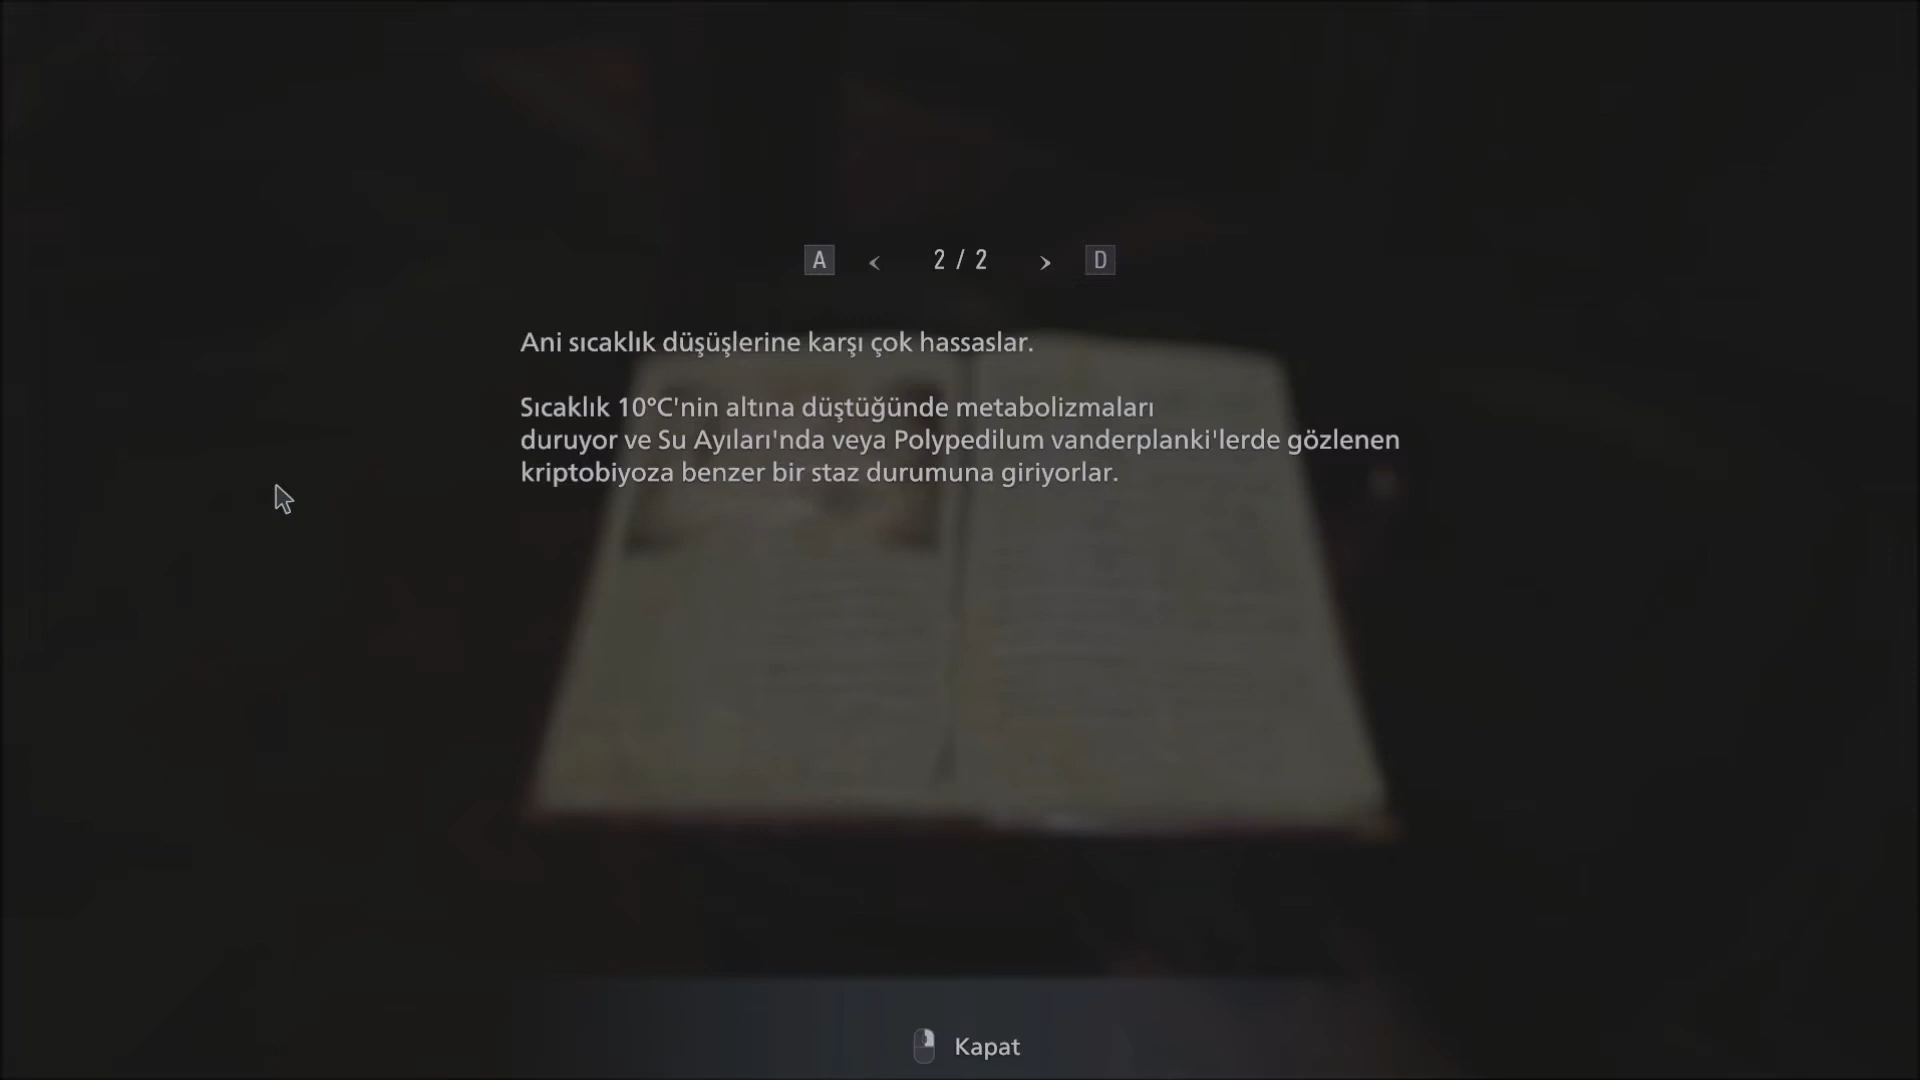 A < 2 / 2 > D
Ani sıcaklık düşüşlerine karşı çok hassaslar.
Sıcaklık 10°C'nin altına düştüğünde metabolizmaları
duruyor ve Su Ayıları'nda veya Polypedilum vanderplanki'lerde gözlenen
kriptobiyoza benzer bir staz durumuna giriyorlar.
Kapat